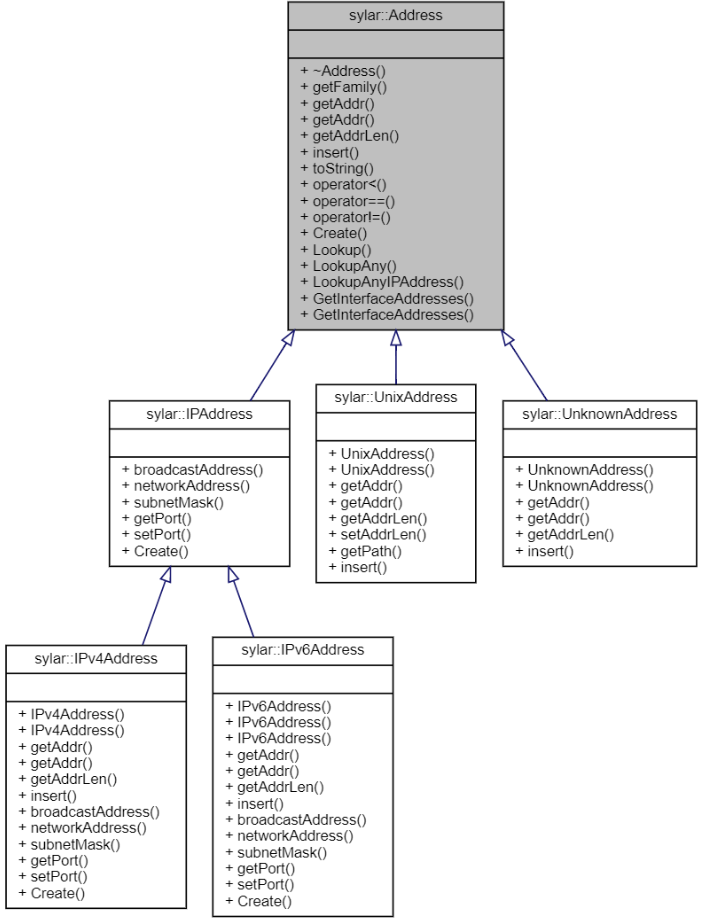 sylar::Address
+ ~Address()
+ getFamily()
+ getAddr()
+ getAddr()
+ getAddrLen()
+ insert()
+ toString()
+ operator<()
+ operator==()
+ operator!=()
+ Create()
+ Lookup()
+ LookupAny()
+ LookupAnyIPAddress()
+ GetInterfaceAddresses()
+ GetInterfaceAddresses()
sylar::IPAddress
+ broadcastAddress()
+ networkAddress()
+ subnetMask()
+ getPort()
+ setPort()
+ Create()
sylar::UnixAddress
+ UnixAddress()
+ UnixAddress()
+ getAddr()
+ getAddr()
+ getAddrLen()
+ setAddrLen()
+ getPath()
+ insert()
sylar::UnknownAddress
+ UnknownAddress()
+ UnknownAddress()
+ getAddr()
+ getAddr()
+ getAddrLen()
+ insert()
sylar::IPv4Address
+ IPv4Address()
+ IPv4Address()
+ getAddr()
+ getAddr()
+ getAddrLen()
+ insert()
+ broadcastAddress()
+ networkAddress()
+ subnetMask()
+ getPort()
+ setPort()
+ Create()
sylar::IPv6Address
+ IPv6Address()
+ IPv6Address()
+ IPv6Address()
+ getAddr()
+ getAddr()
+ getAddrLen()
+ insert()
+ broadcastAddress()
+ networkAddress()
+ subnetMask()
+ getPort()
+ setPort()
+ Create()